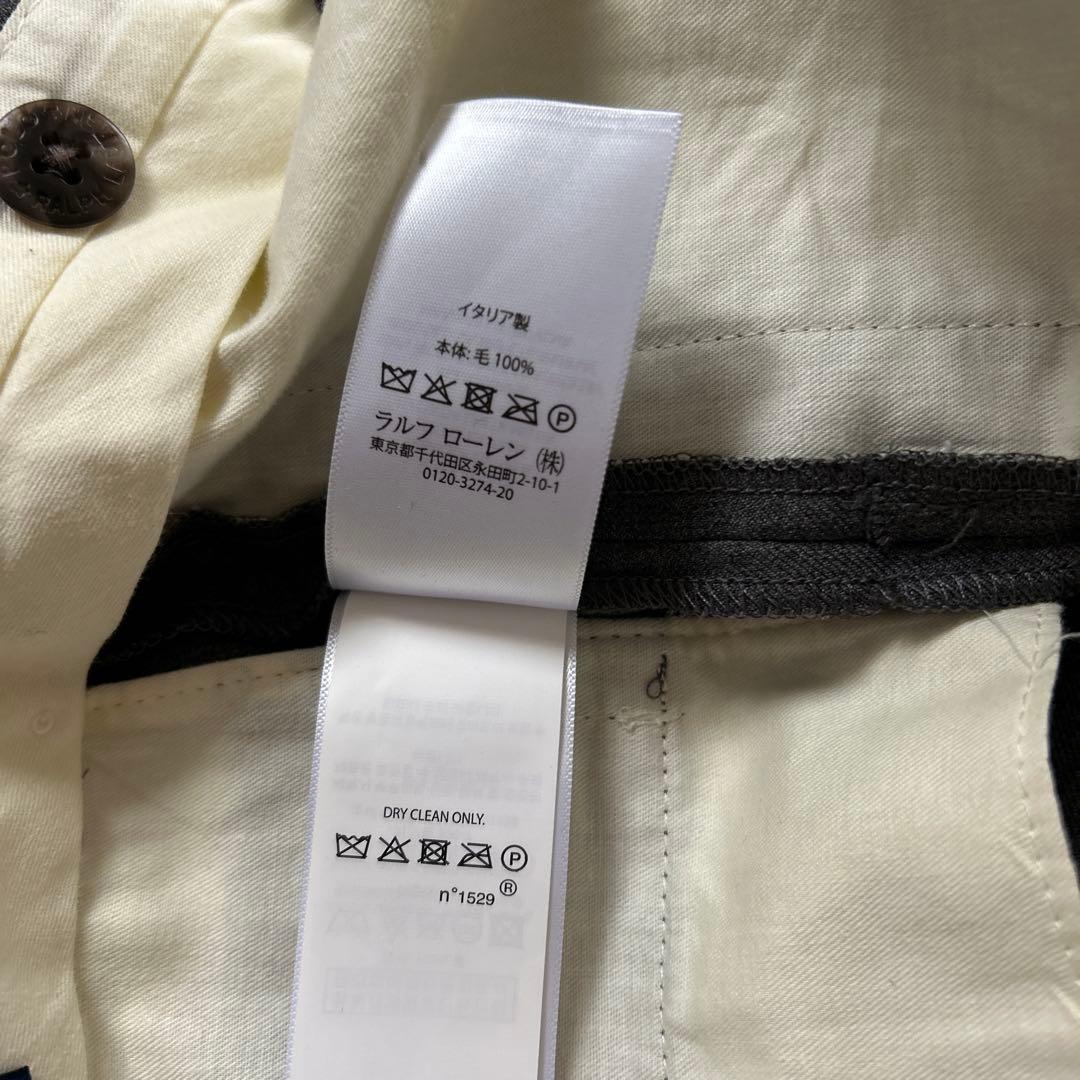 RALPH L
イタリア製
本体: 毛 100%
P
ラルフ ローレン (株)
東京都千代田区永田町2-10-1
0120-3274-20
DRY CLEAN ONLY.
P
n°1529®